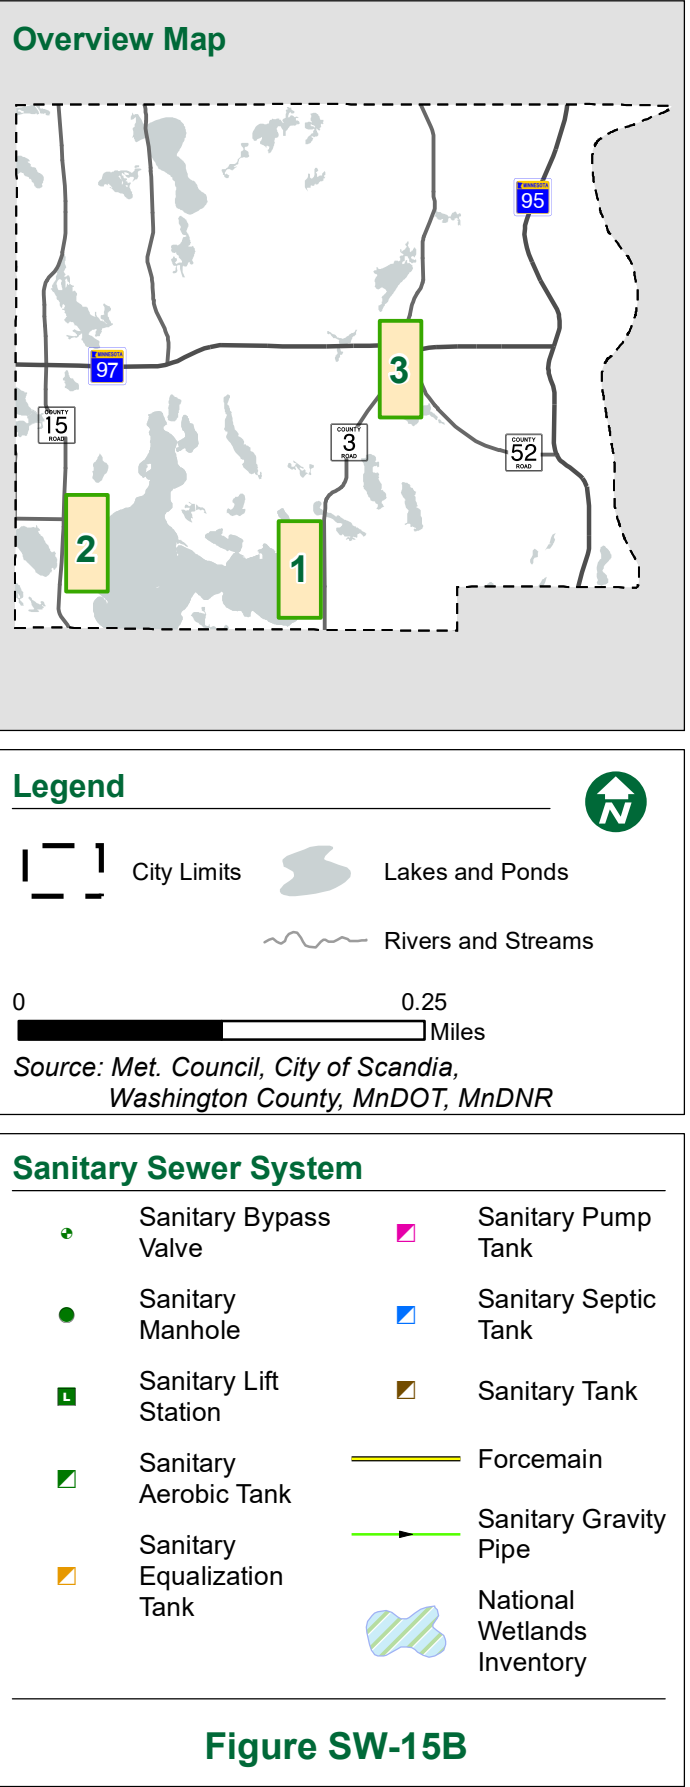 Overview Map
MINNESOTA
95
3
MINNESOTA
97
COUNTY
15
ROAD
COUNTY
3
ROAD
COUNTY
52
ROAD
2
1
Legend
N
City Limits
Lakes and Ponds
Rivers and Streams
0
0.25
Miles
Source: Met. Council, City of Scandia,
Washington County, MnDOT, MnDNR
Sanitary Sewer System
Sanitary Bypass
Valve
Sanitary
Manhole
L
Sanitary Lift
Station
Sanitary
Aerobic Tank
Sanitary
Equalization
Tank
Sanitary Pump
Tank
Sanitary Septic
Tank
Sanitary Tank
Forcemain
Sanitary Gravity
Pipe
National
Wetlands
Inventory
Figure SW-15B